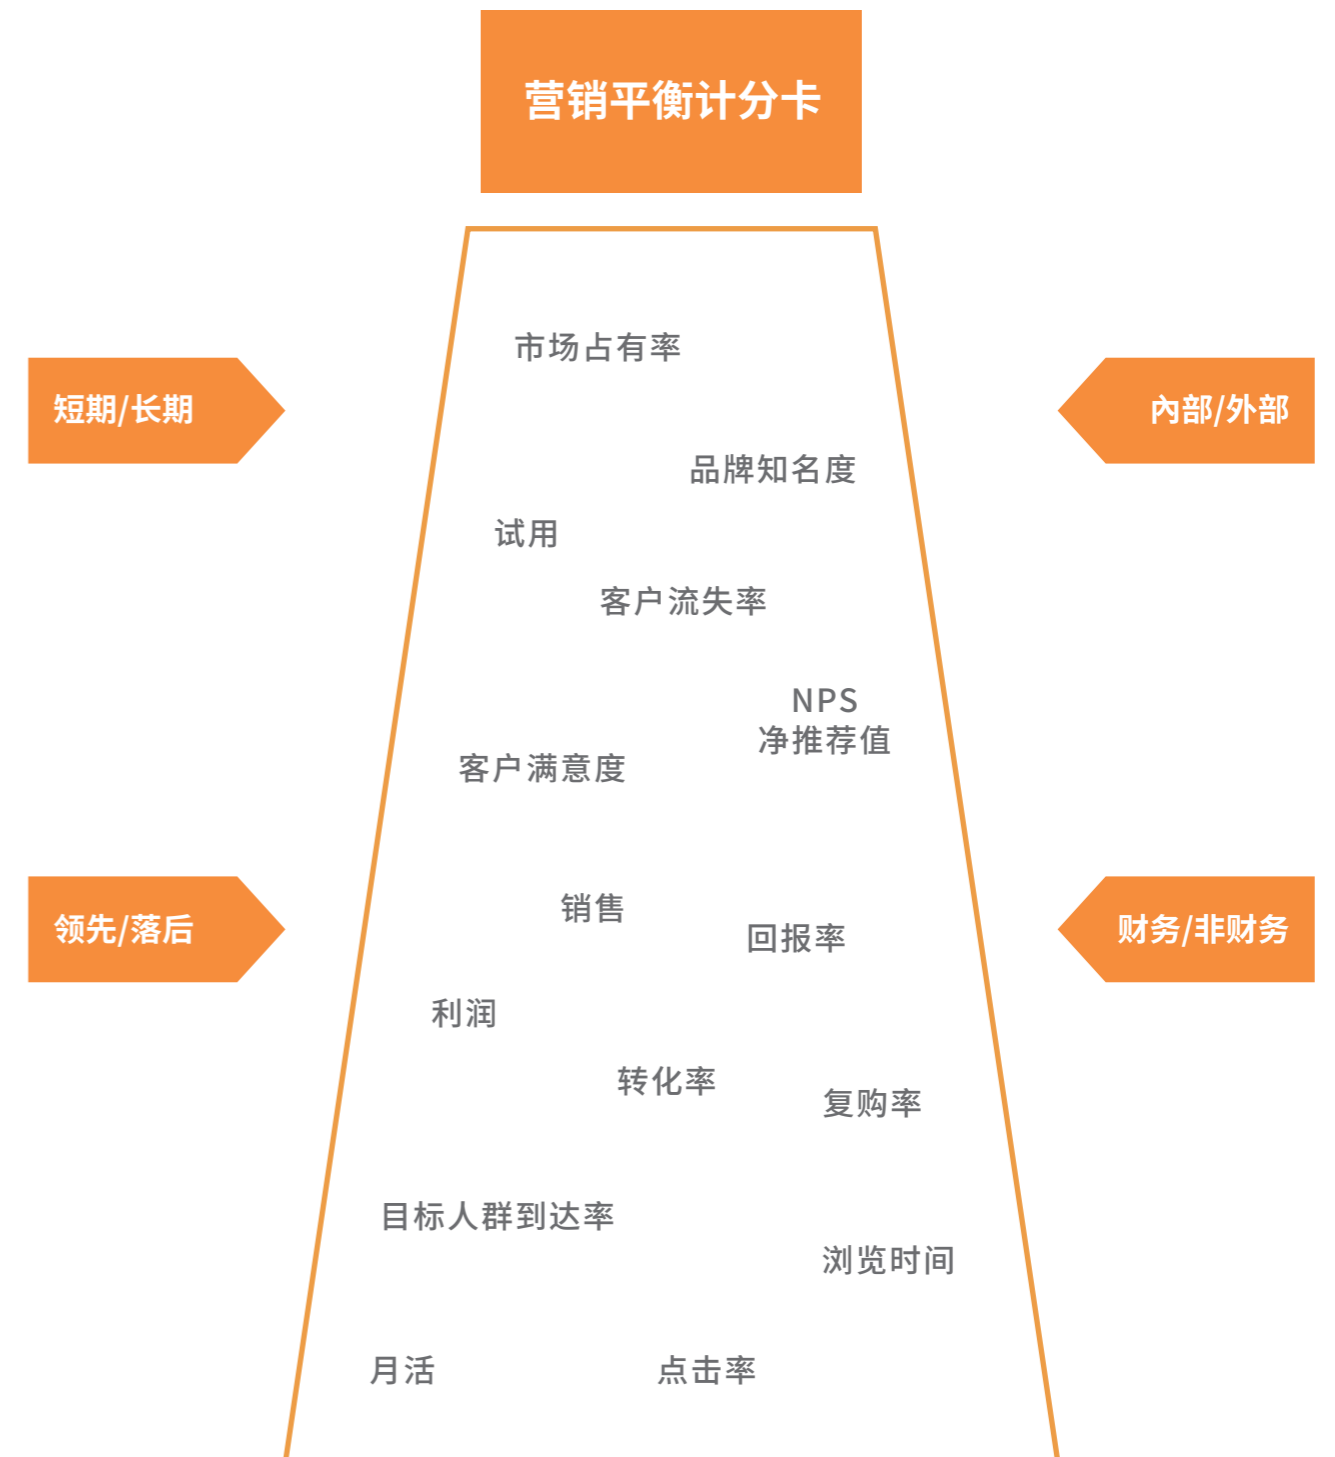 营销平衡计分卡
市场占有率
短期/长期
內部/外部
品牌知名度
试用
客户流失率
NPS
净推荐值
客户满意度
销售
领先/落后
财务/非财务
回报率
利润
转化率
复购率
目标人群到达率
浏览时间
月活
点击率